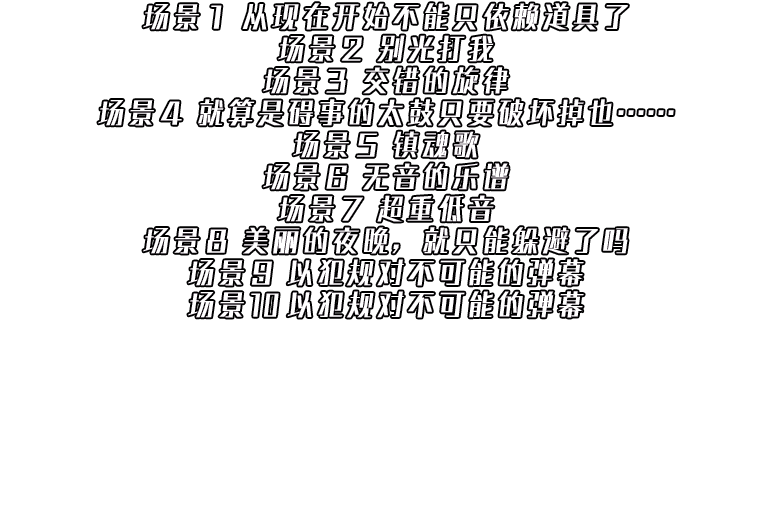 场景1 从现在开始不能只依赖道具了
场景2 别光打我
场景3 交错的旋律
场景4 就算是碍事的太鼓只要破坏掉也……
场景5 镇魂歌
场景6 无音的乐谱
场景7 超重低音
场景8 美丽的夜晚，就只能躲避了吗
场景9 以犯规对不可能的弹幕
场景10 以犯规对不可能的弹幕